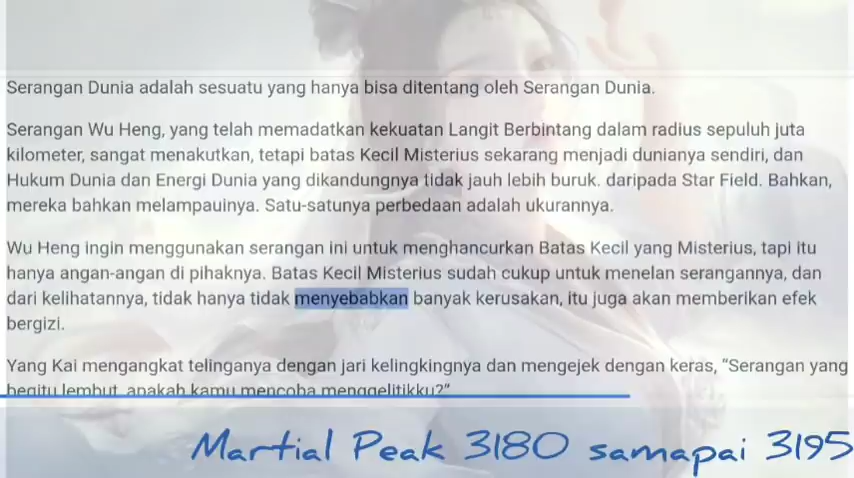 Serangan Dunia adalah sesuatu yang hanya bisa ditentang oleh Serangan Dunia.
Serangan Wu Heng, yang telah memadatkan kekuatan Langit Berbintang dalam radius sepuluh juta
kilometer, sangat menakutkan, tetapi batas Kecil Misterius sekarang menjadi dunianya sendiri, dan
Hukum Dunia dan Energi Dunia yang dikandungnya tidak jauh lebih buruk. daripada Star Field. Bahkan,
mereka bahkan melampauinya. Satu-satunya perbedaan adalah ukurannya.
Wu Heng ingin menggunakan serangan ini untuk menghancurkan Batas Kecil yang Misterius, tapi itu
hanya angan-angan di pihaknya. Batas Kecil Misterius sudah cukup untuk menelan serangannya, dan
dari kelihatannya, tidak hanya tidak menyebabkan banyak kerusakan, itu juga akan memberikan efek
bergizi.
Yang Kai mengangkat telinganya dengan jari kelingkingnya dan mengejek dengan keras, “Serangan yang
begitu lembut, apakah kamu mencoba menggelitikku?”
Martial Peak 3180 samapai 3195